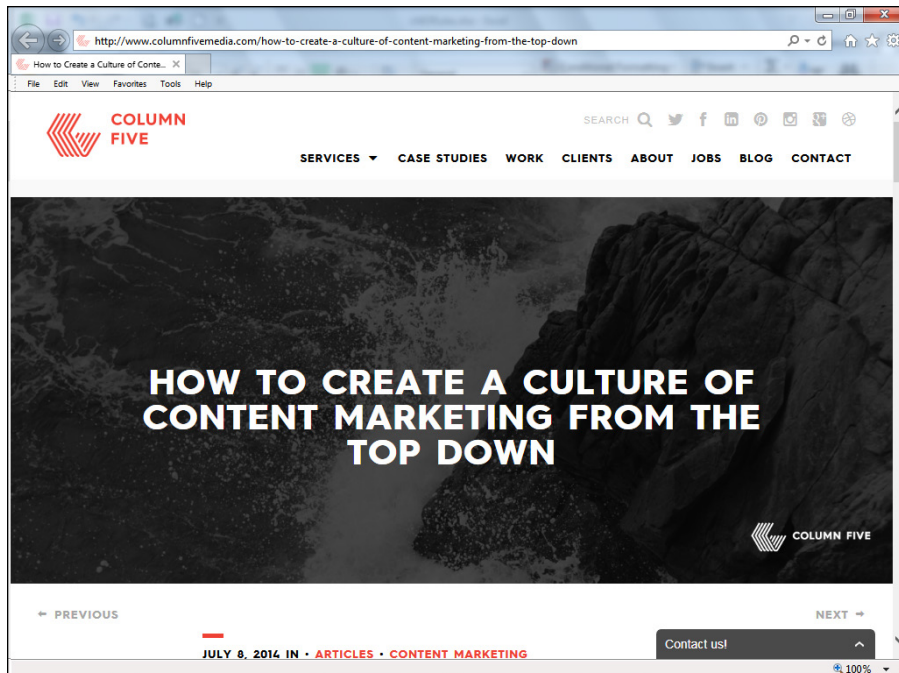 http://www.columnfivemedia.com/how-to-create-a-culture-of-content-marketing-from-the-top-down
How to Create a Culture of Conte...
File Edit View Favorites Tools Help
COLUMN
FIVE
SEARCH
SERVICES CASE STUDIES WORK CLIENTS ABOUT JOBS BLOG CONTACT
HOW TO CREATE A CULTURE OF
CONTENT MARKETING FROM THE
TOP DOWN
COLUMN FIVE
← PREVIOUS
NEXT →
JULY 8, 2014 IN • ARTICLES • CONTENT MARKETING
Contact us!
100%